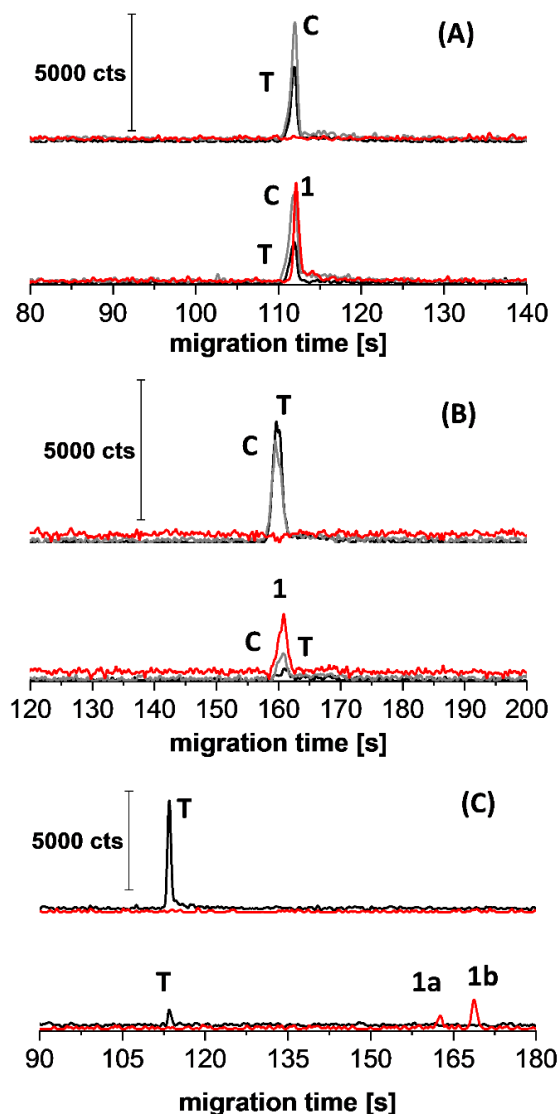 C (A)
5000 cts
T
C 1
T
80 90 100 110 120 130 140
migration time [s]
T (B)
C
5000 cts
1
C T
120 130 140 150 160 170 180 190 200
migration time [s]
T (C)
5000 cts
T 1a 1b
90 105 120 135 150 165 180
migration time [s]